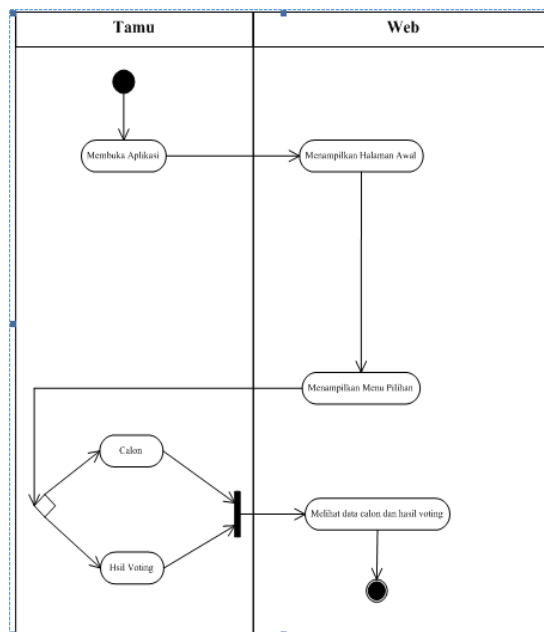 Tamu
Web
Membuka Aplikasi
Menampilkan Halaman Awal
Menampilkan Menu Pilihan
Calon
Melihat data calon dan hasil voting
Hsil Voting